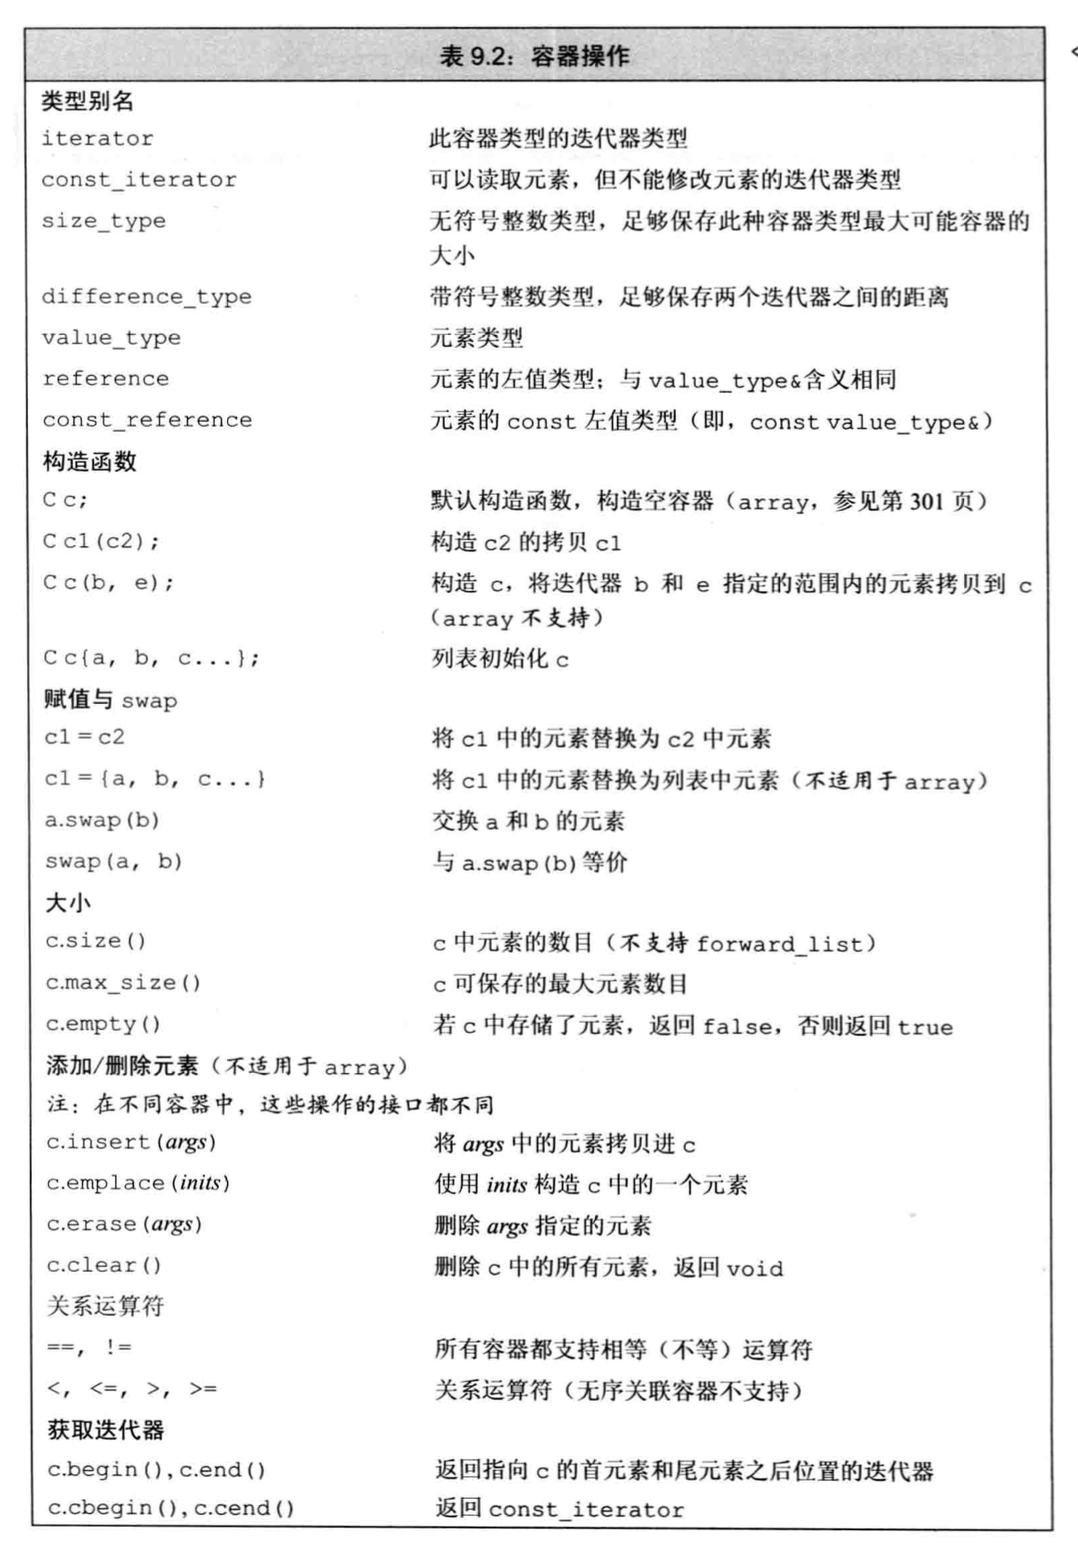 表 9.2：容器操作
<
类型别名
iterator 此容器类型的迭代器类型
const_iterator 可以读取元素，但不能修改元素的迭代器类型
size_type 无符号整数类型，足够保存此种容器类型最大可能容器的
大小
difference_type 带符号整数类型，足够保存两个迭代器之间的距离
value_type 元素类型
reference 元素的左值类型；与 value_type&含义相同
const_reference 元素的 const 左值类型（即，const value_type&）
构造函数
C c; 默认构造函数，构造空容器（array，参见第 301 页）
C c1(c2); 构造 c2 的拷贝 c1
C c(b, e); 构造 c，将迭代器 b 和 e 指定的范围内的元素拷贝到 c
（array 不支持）
C c{a, b, c...}; 列表初始化 c
赋值与 swap
c1 = c2 将 c1 中的元素替换为 c2 中元素
c1 = {a, b, c...} 将 c1 中的元素替换为列表中元素（不适用于 array）
a.swap(b) 交换 a 和 b 的元素
swap(a, b) 与 a.swap(b)等价
大小
c.size() c 中元素的数目（不支持 forward_list）
c.max_size() c 可保存的最大元素数目
c.empty() 若 c 中存储了元素，返回 false，否则返回 true
添加/删除元素（不适用于 array）
注：在不同容器中，这些操作的接口都不同
c.insert(args) 将 args 中的元素拷贝进 c
c.emplace(inits) 使用 inits 构造 c 中的一个元素
c.erase(args) 删除 args 指定的元素
c.clear() 删除 c 中的所有元素，返回 void
关系运算符
==, != 所有容器都支持相等（不等）运算符
<, <=, >, >= 关系运算符（无序关联容器不支持）
获取迭代器
c.begin(),c.end() 返回指向 c 的首元素和尾元素之后位置的迭代器
c.cbegin(),c.cend() 返回 const_iterator